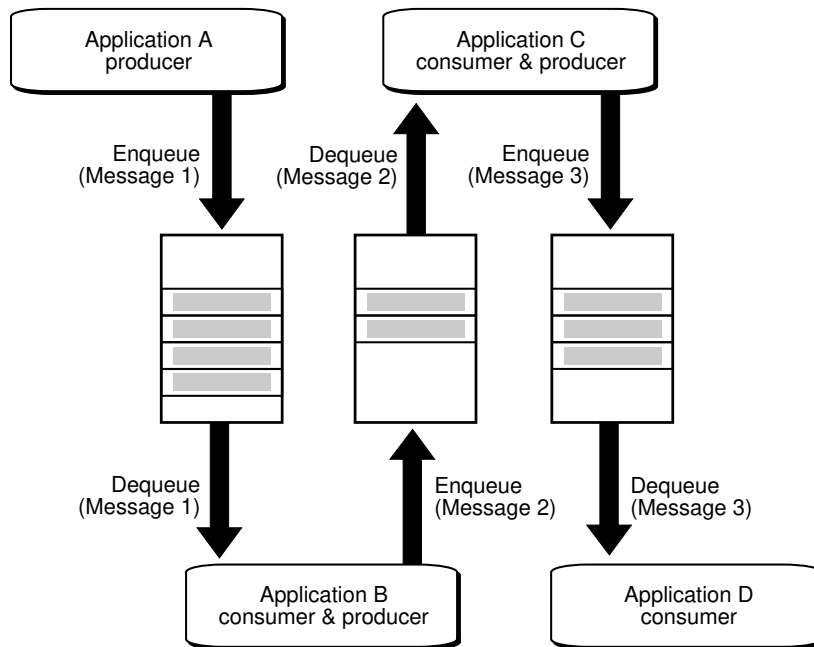 Application A
producer
Application C
consumer & producer
Enqueue
(Message 1)
Dequeue
(Message 2)
Enqueue
(Message 3)
Dequeue
(Message 1)
Enqueue
(Message 2)
Dequeue
(Message 3)
Application B
consumer & producer
Application D
consumer